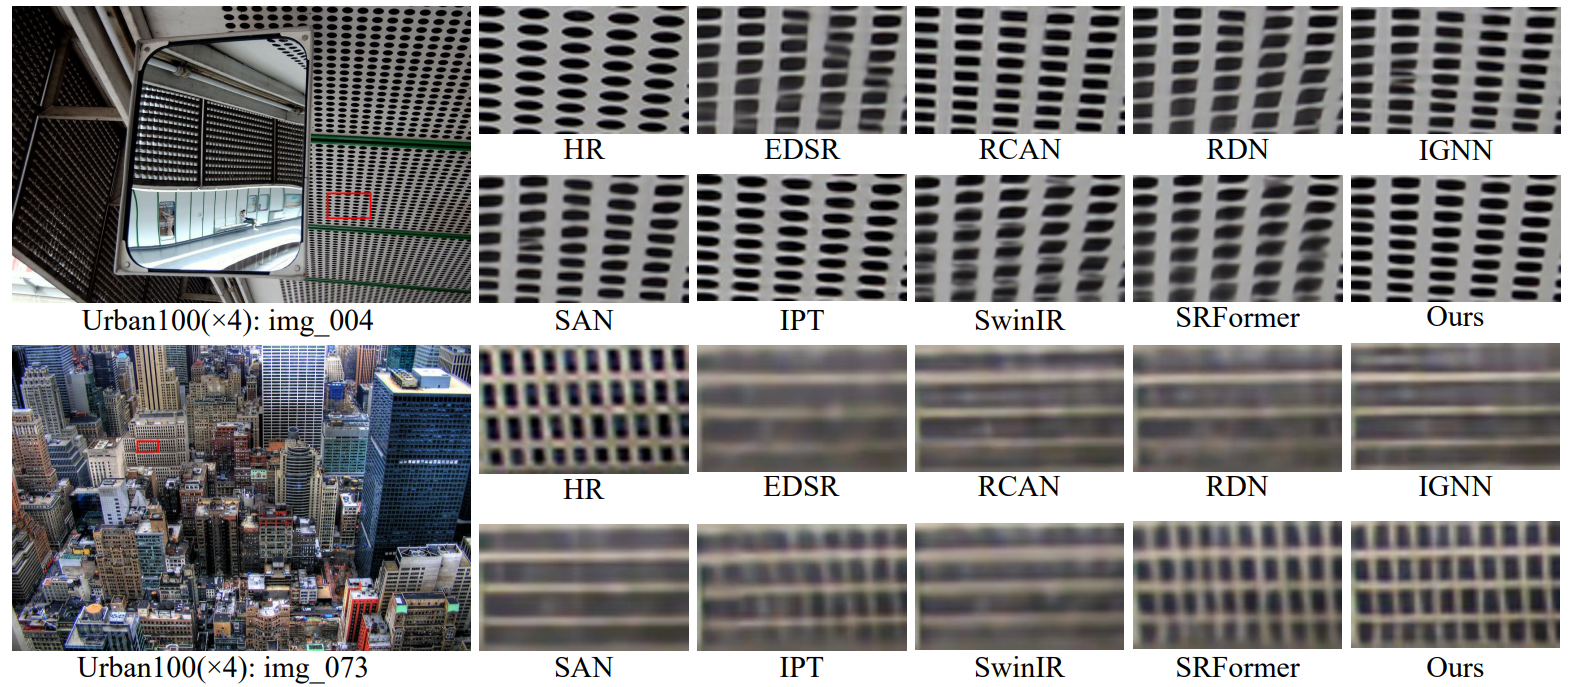 HR EDSR RCAN RDN IGNN
SAN IPT SwinIR SRFormer Ours
Urban100(×4): img_004
HR EDSR RCAN RDN IGNN
SAN IPT SwinIR SRFormer Ours
Urban100(×4): img_073